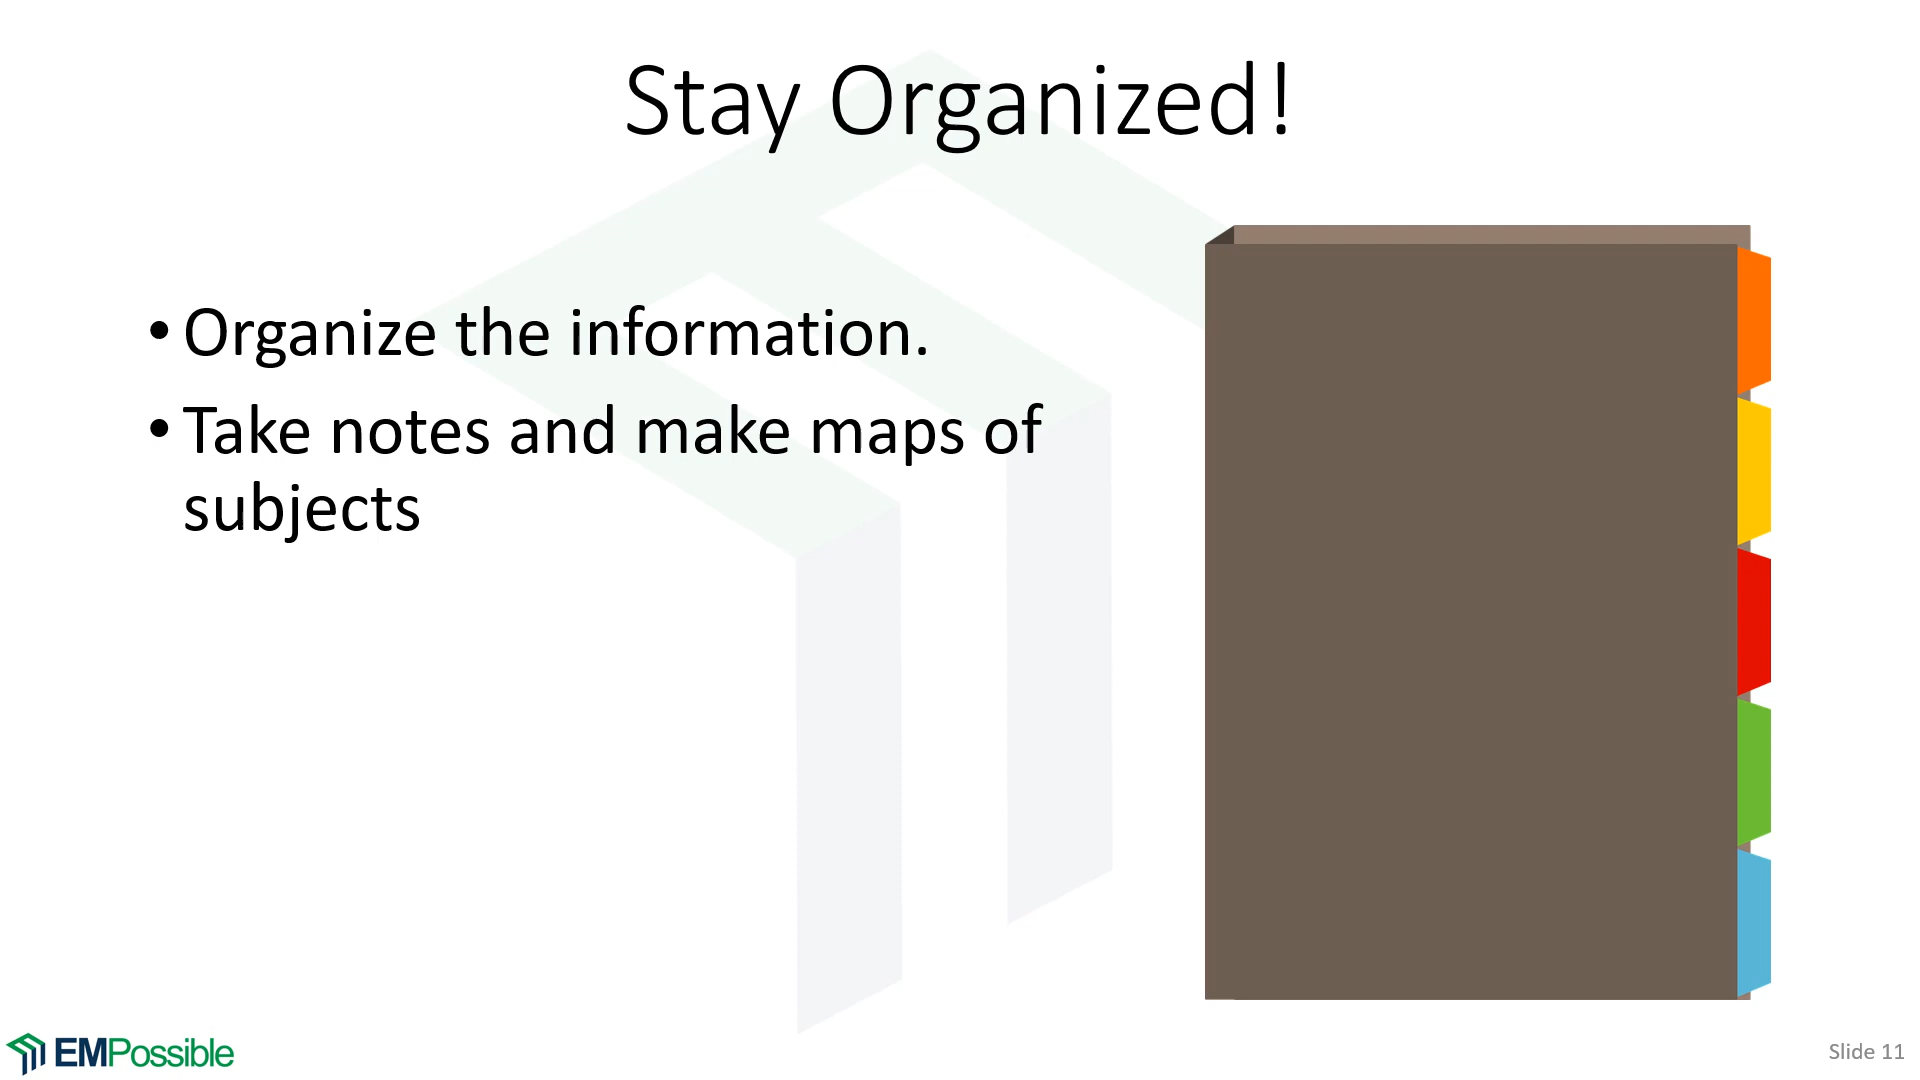 Stay Organized!
• Organize the information.
• Take notes and make maps of
subjects
EMPossible
Slide 11